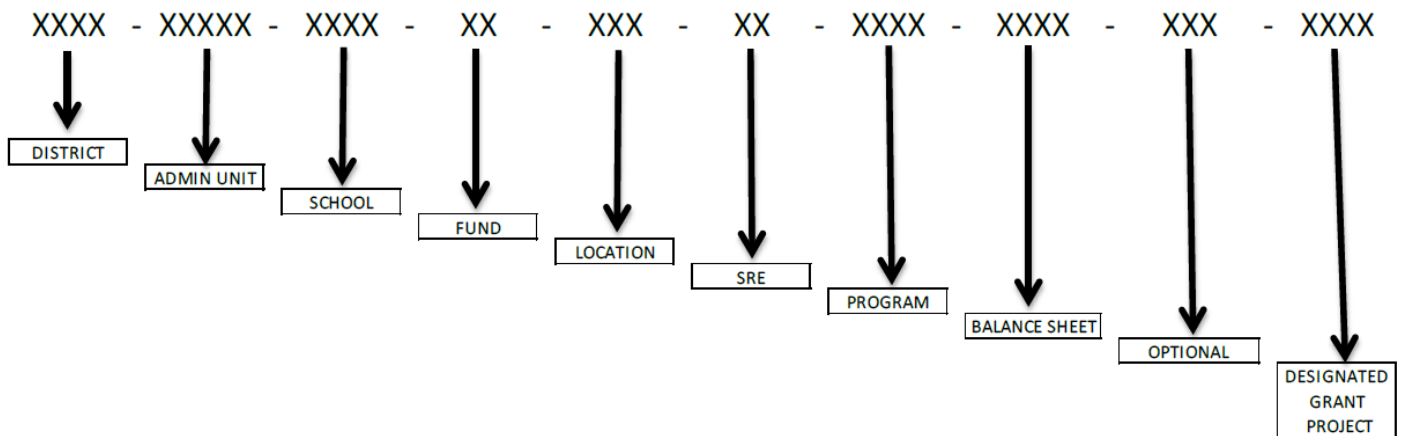 XXXX - XXXXX - XXXX - XX - XXX - XX - XXXX - XXXX - XXX - XXXX
DISTRICT
ADMIN UNIT
SCHOOL
FUND
LOCATION
SRE
PROGRAM
BALANCE SHEET
OPTIONAL
DESIGNATED
GRANT
PROJECT